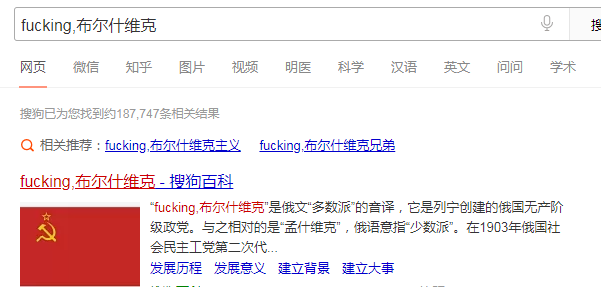 fucking,布尔什维克
网页 微信 知乎 图片 视频 明医 科学 汉语 英文 问问 学术
搜狗已为您找到约187,747条相关结果
相关推荐：fucking,布尔什维克主义 fucking,布尔什维克兄弟
fucking,布尔什维克 - 搜狗百科
“fucking,布尔什维克”是俄文“多数派”的音译，它是列宁创建的俄国无产阶
级政党。与之相对的是“孟什维克”，俄语意指“少数派”。在1903年俄国社
会民主工党第二次代...
发展历程 发展意义 建立背景 建立大事